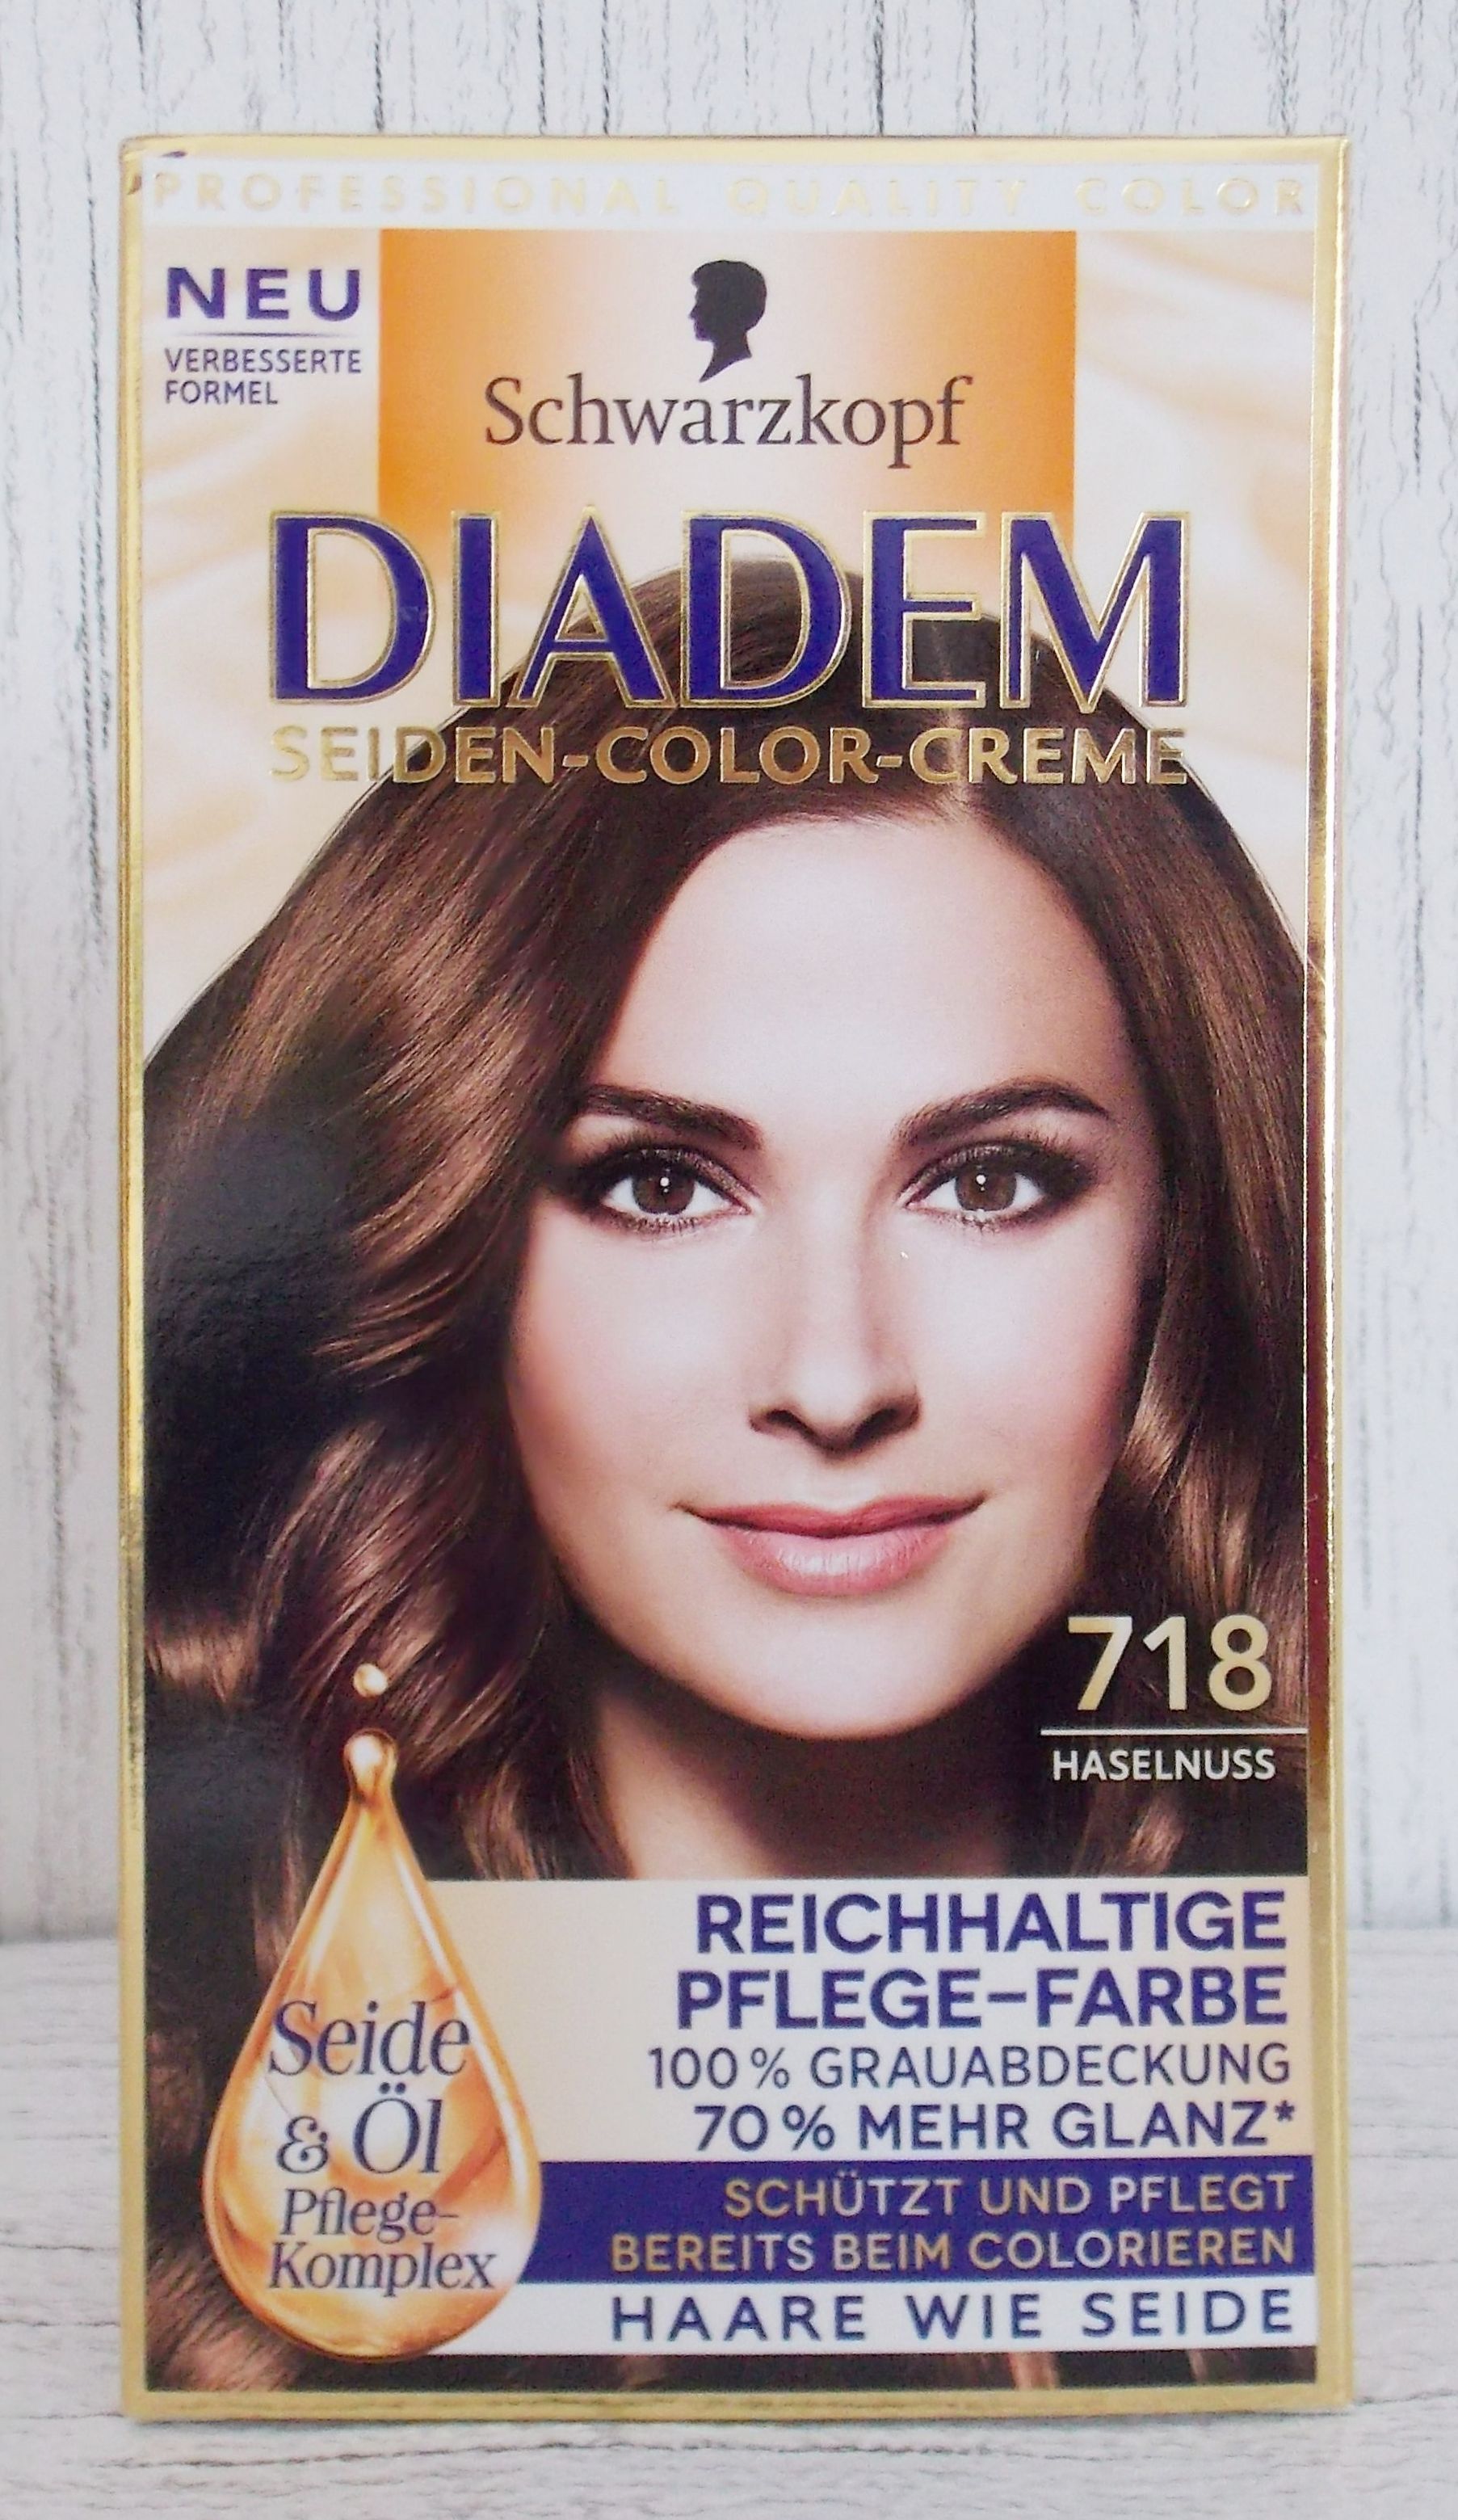 PROFESSIONAL QUALITY COLOR
NEU
VERBESSERTE
FORMEL
Schwarzkopf
DIADEM
SEIDEN-COLOR-CREME
718
HASELNUSS
Seide
& Öl
Pflege-
Komplex
REICHHALTIGE
PFLEGE-FARBE
100% GRAUABDECKUNG
70% MEHR GLANZ*
SCHÜTZT UND PFLEGT
BEREITS BEIM COLORIEREN
HAARE WIE SEIDE